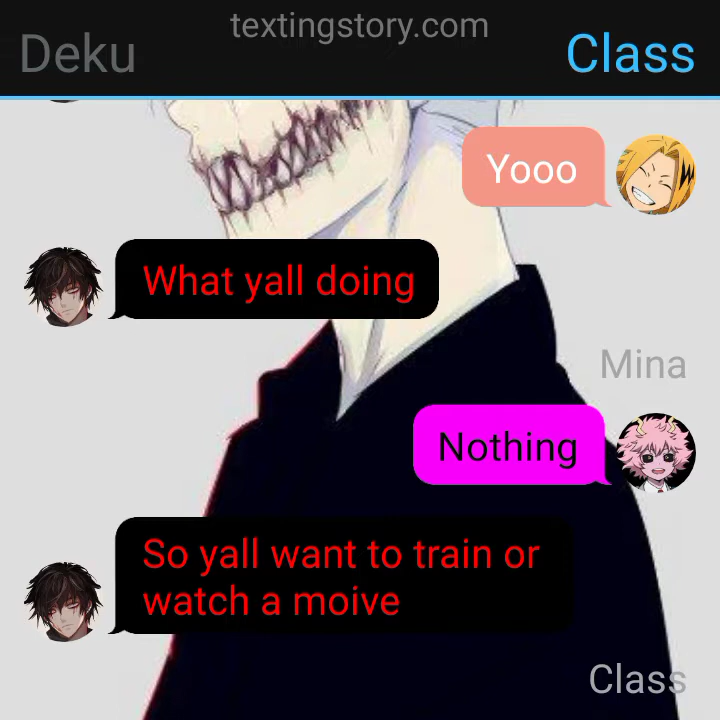 textingstory.com
Deku
Class
Yooo
What yall doing
Mina
Nothing
So yall want to train or
watch a moive
Class